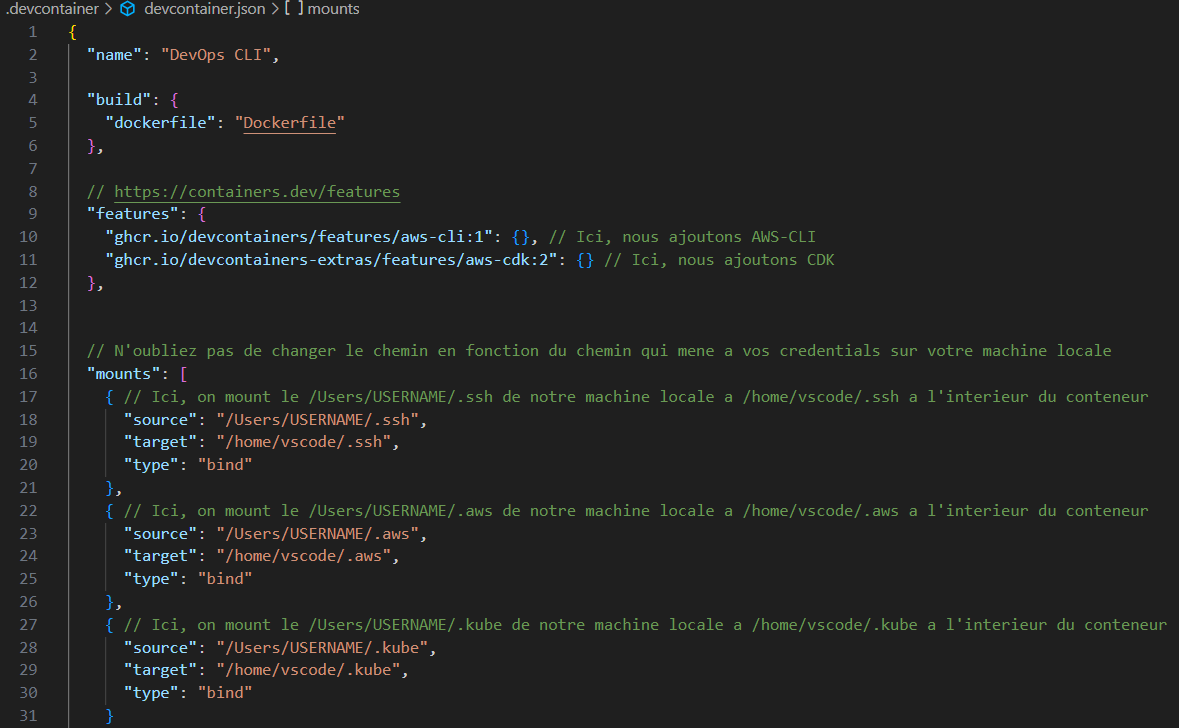 .devcontainer > devcontainer.json > [ ] mounts
1 {
2 "name": "DevOps CLI",
3
4 "build": {
5 "dockerfile": "Dockerfile"
6 },
7
8 // https://containers.dev/features
9 "features": {
10 "ghcr.io/devcontainers/features/aws-cli:1": {}, // Ici, nous ajoutons AWS-CLI
11 "ghcr.io/devcontainers-extras/features/aws-cdk:2": {} // Ici, nous ajoutons CDK
12 },
13
14
15 // N'oubliez pas de changer le chemin en fonction du chemin qui mene a vos credentials sur votre machine locale
16 "mounts": [
17 { // Ici, on mount le /Users/USERNAME/.ssh de notre machine locale a /home/vscode/.ssh a l'interieur du conteneur
18 "source": "/Users/USERNAME/.ssh",
19 "target": "/home/vscode/.ssh",
20 "type": "bind"
21 },
22 { // Ici, on mount le /Users/USERNAME/.aws de notre machine locale a /home/vscode/.aws a l'interieur du conteneur
23 "source": "/Users/USERNAME/.aws",
24 "target": "/home/vscode/.aws",
25 "type": "bind"
26 },
27 { // Ici, on mount le /Users/USERNAME/.kube de notre machine locale a /home/vscode/.kube a l'interieur du conteneur
28 "source": "/Users/USERNAME/.kube",
29 "target": "/home/vscode/.kube",
30 "type": "bind"
31 }